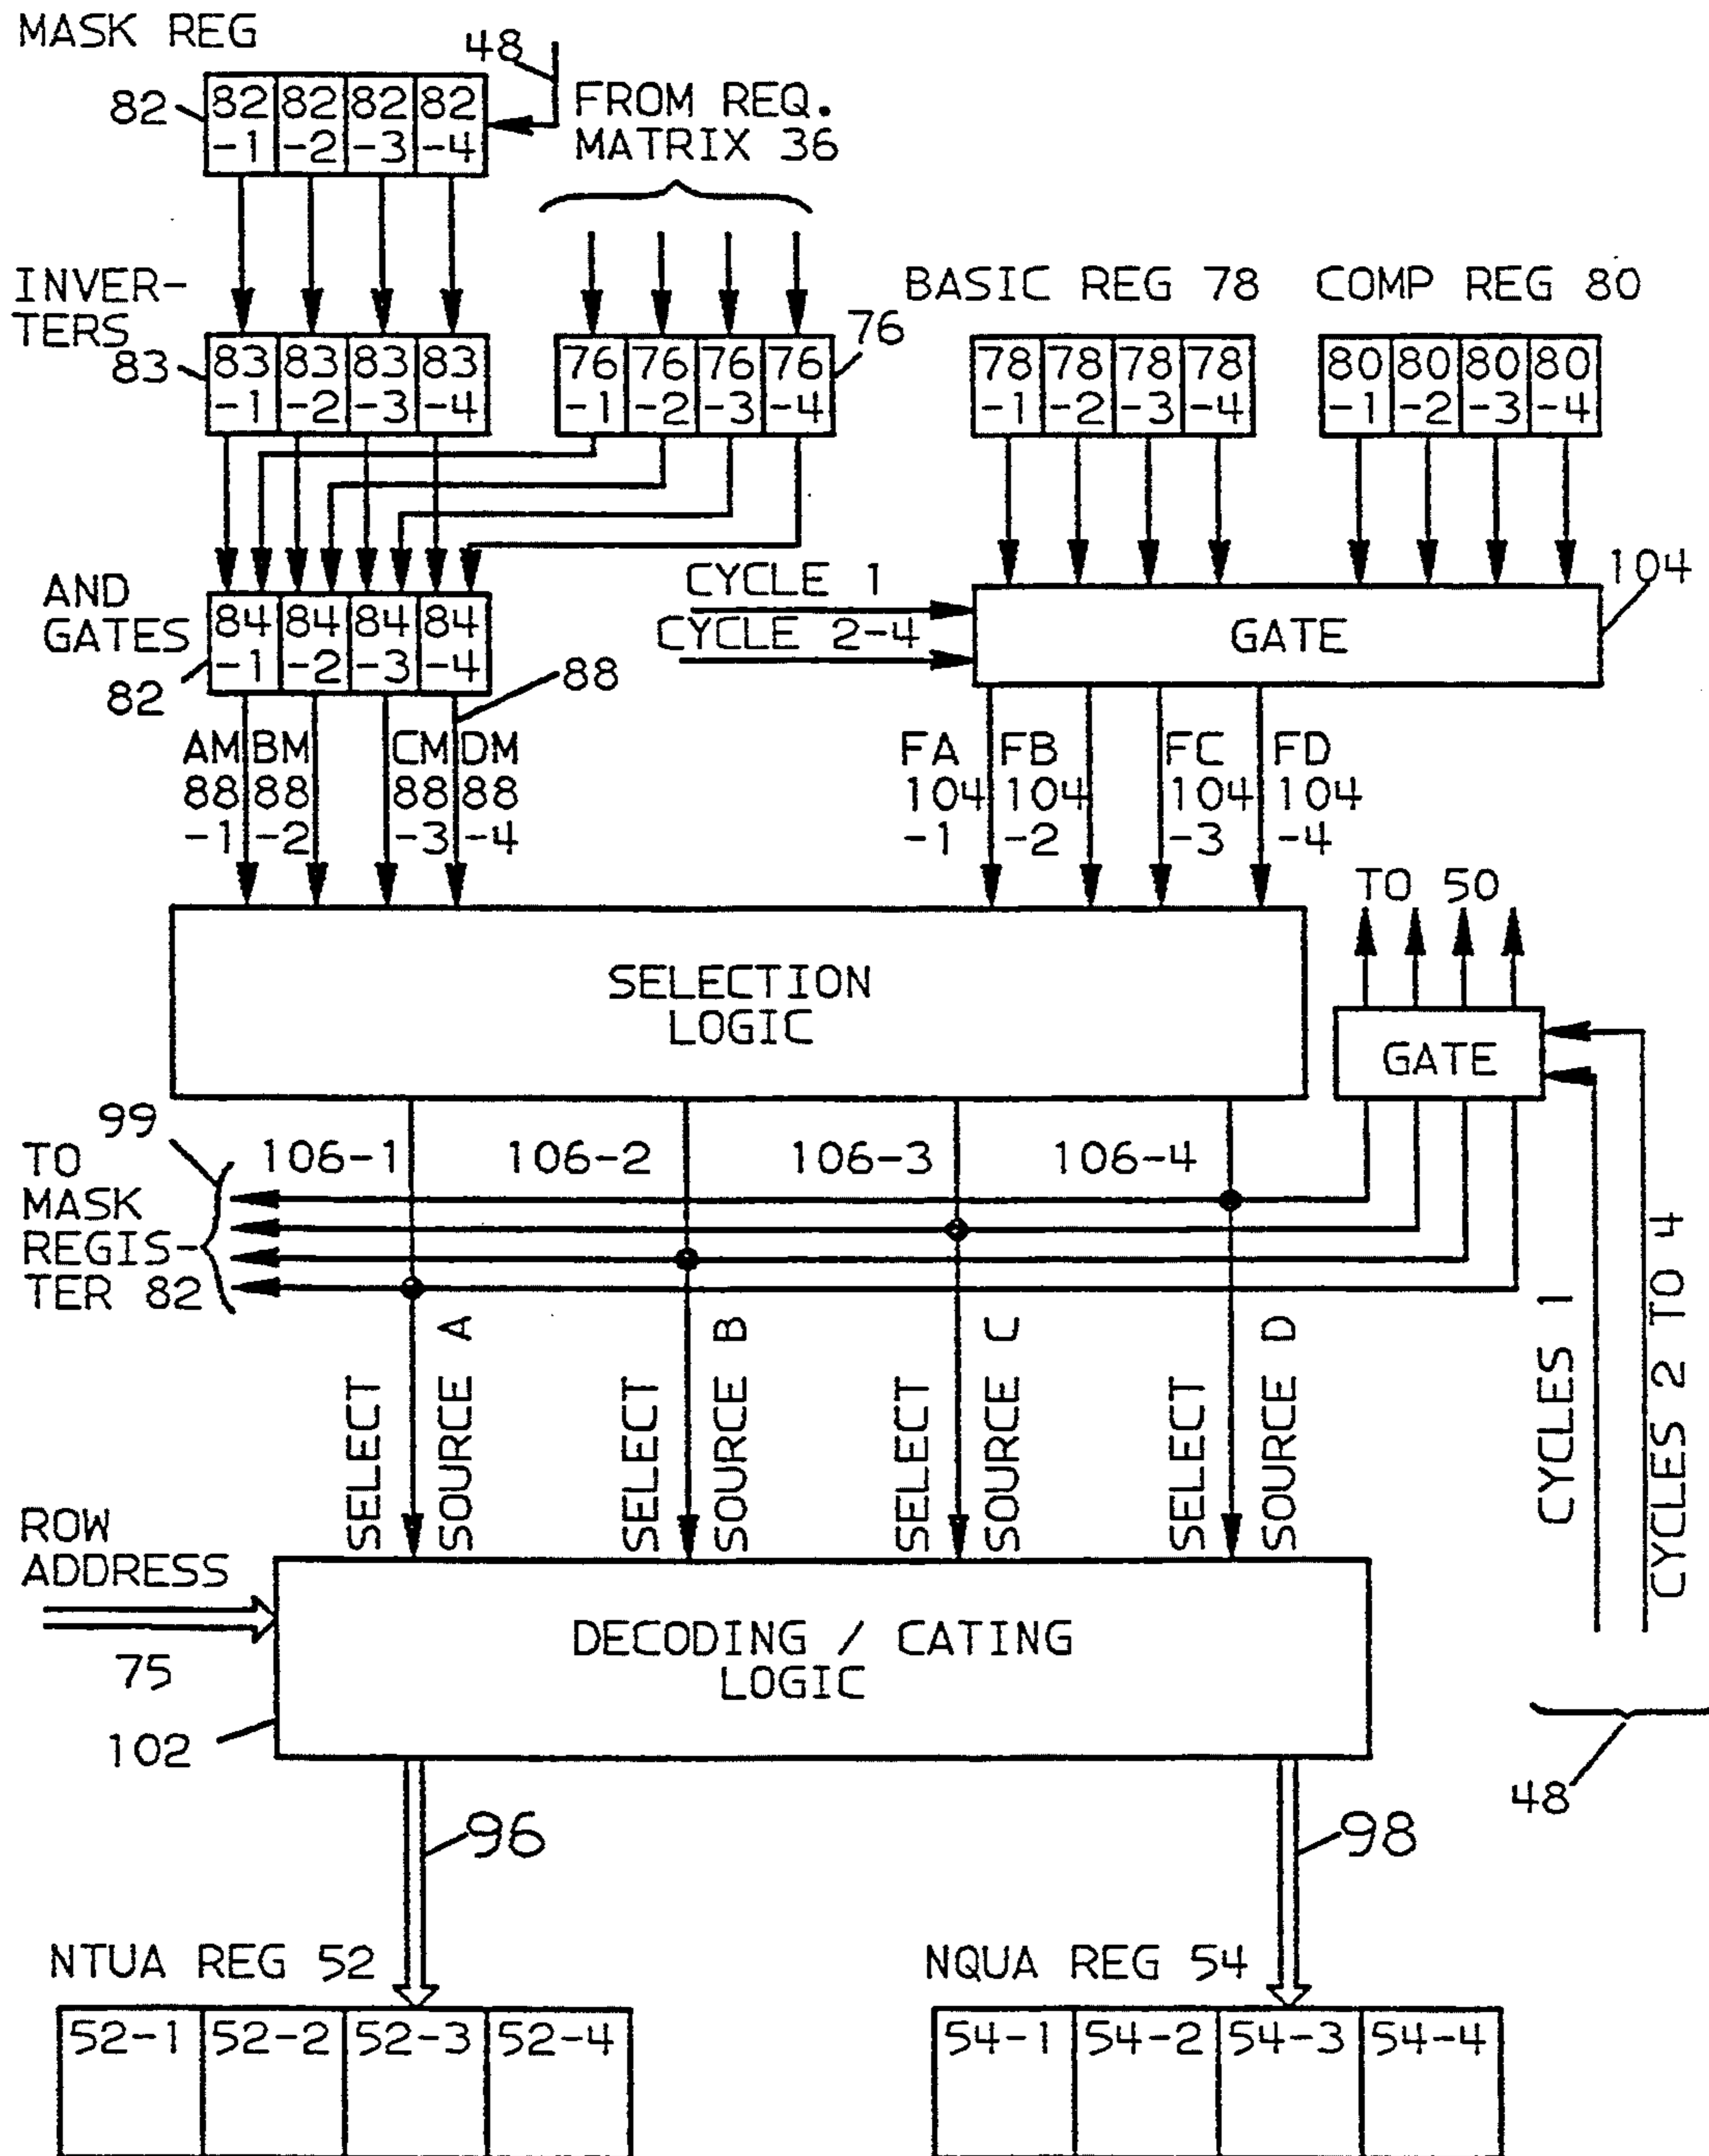 MASK REG
48
82
82 82 82 82
-1 -2 -3 -4
FROM REQ.
MATRIX 36
INVER-
TERS
83
83 83 83 83
-1 -2 -3 -4
76 76 76 76
-1 -2 -3 -4
76
BASIC REG 78
78 78 78 78
-1 -2 -3 -4
COMP REG 80
80 80 80 80
-1 -2 -3 -4
AND
GATES
82
84 84 84 84
-1 -2 -3 -4
88
CYCLE 1
CYCLE 2-4
GATE
104
AM BM CM DM
88 88 88 88
-1 -2 -3 -4
FA FB FC FD
104 104 104 104
-1 -2 -3 -4
TO 50
SELECTION
LOGIC
GATE
99
TO
MASK
REGIS-
TER 82
106-1 106-2 106-3 106-4
SELECT
SOURCE A
SELECT
SOURCE B
SELECT
SOURCE C
SELECT
SOURCE D
CYCLES 1
CYCLES 2 TO 4
48
ROW
ADDRESS
75
102
DECODING / CATING
LOGIC
96
98
NTUA REG 52
52-1 52-2 52-3 52-4
NQUA REG 54
54-1 54-2 54-3 54-4